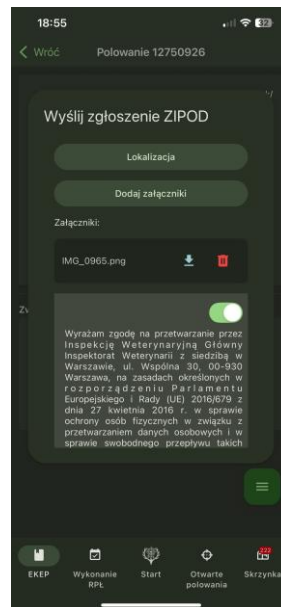 18:55
32
Wróć Polowanie 12750926
Wyślij zgłoszenie ZIPOD
Lokalizacja
Dodaj załączniki
Załączniki:
IMG_0965.png
Wyrażam zgodę na przetwarzanie przez
Inspekcję Weterynaryjną Główny
Inspektorat Weterynarii z siedzibą w
Warszawie, ul. Wspólna 30, 00-930
Warszawa, na zasadach określonych w
rozporządzeniu Parlamentu
Europejskiego i Rady (UE) 2016/679 z
dnia 27 kwietnia 2016 r. w sprawie
ochrony osób fizycznych w związku z
przetwarzaniem danych osobowych i w
sprawie swobodnego przepływu takich
222
EKEP Wykonanie RPŁ Start Otwarte polowania Skrzynka